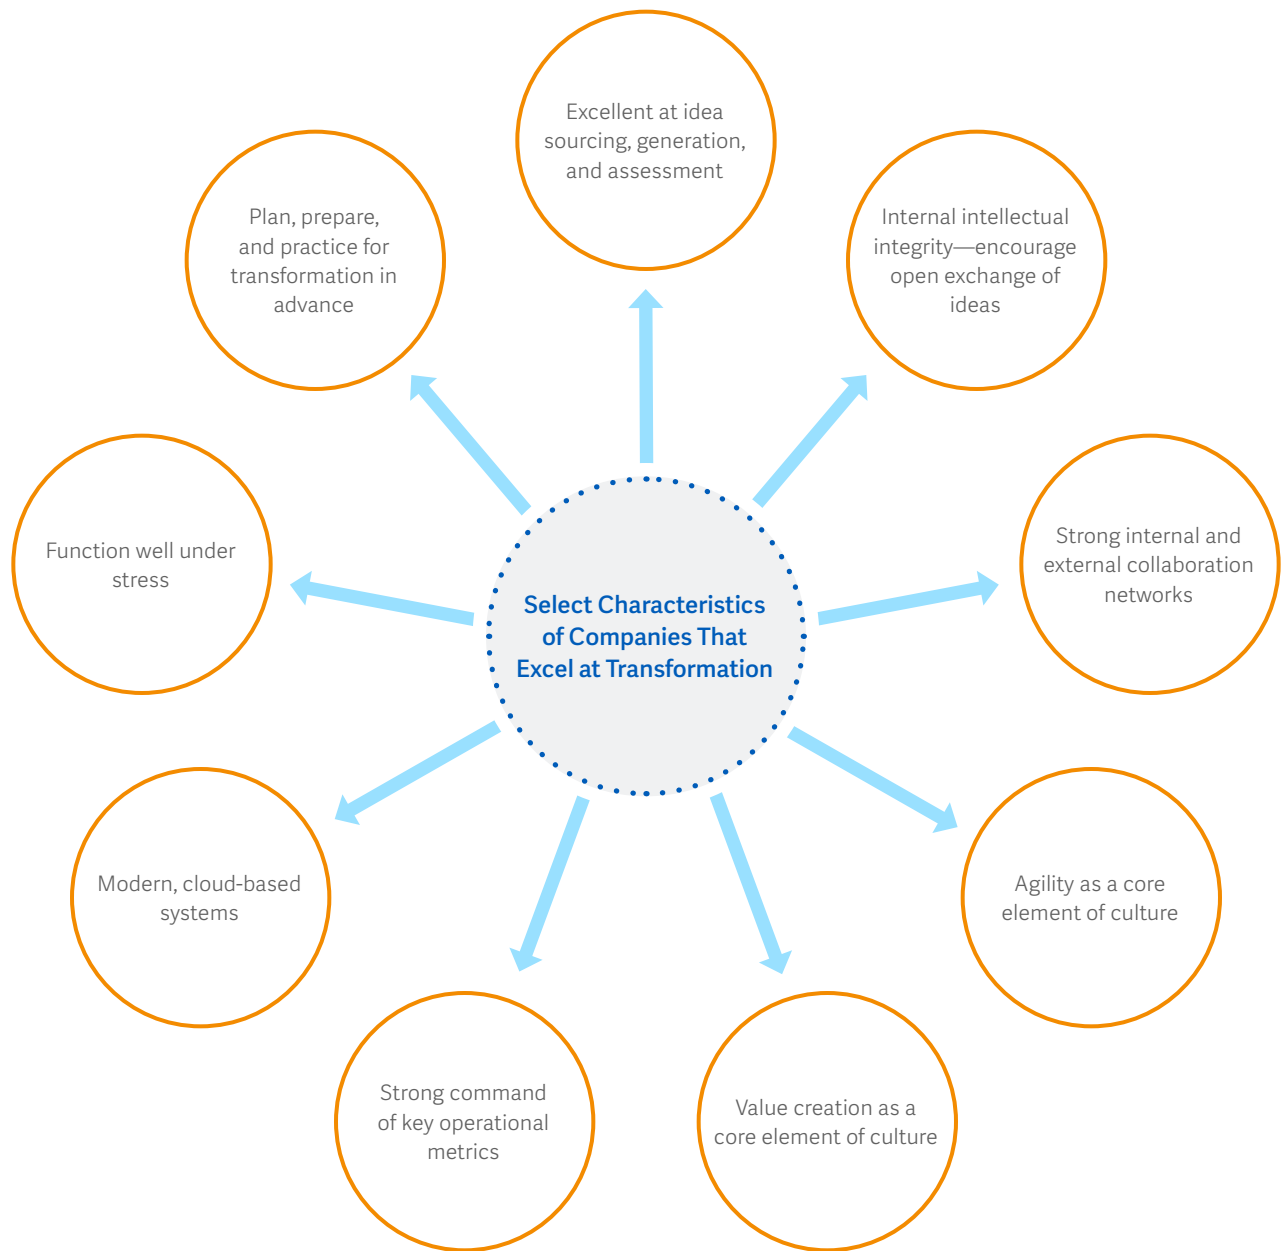 Excellent at idea
sourcing, generation,
and assessment
Internal intellectual
integrity—encourage
open exchange of
ideas
Strong internal and
external collaboration
networks
Agility as a core
element of culture
Value creation as a
core element of culture
Strong command
of key operational
metrics
Modern, cloud-based
systems
Function well under
stress
Plan, prepare,
and practice for
transformation in
advance
Select Characteristics
of Companies That
Excel at Transformation